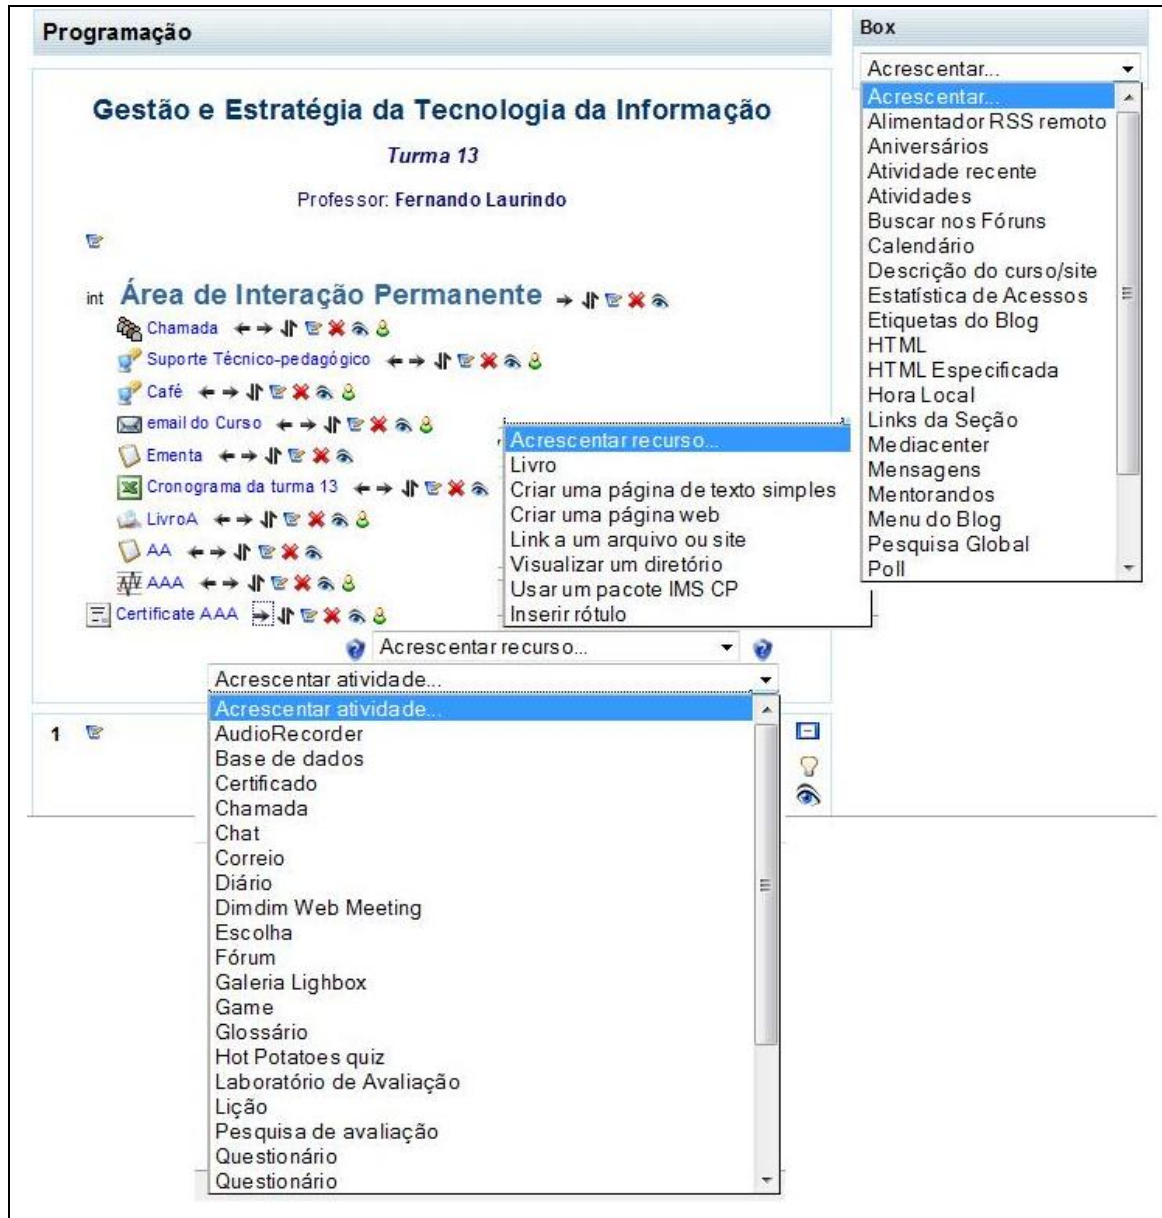 Programação
Gestão e Estratégia da Tecnologia da Informação
Turma 13
Professor: Fernando Laurindo
int Área de Interação Permanente
Chamada
Suporte Técnico-pedagógico
Café
email do Curso
Ementa
Cronograma da turma 13
LivroA
AA
AAA
Certificate AAA
Acrescentar recurso...
Livro
Criar uma página de texto simples
Criar uma página web
Link a um arquivo ou site
Visualizar um diretório
Usar um pacote IMS CP
Inserir rótulo
Acrescentar recurso...
Acrescentar atividade...
Acrescentar atividade...
AudioRecorder
Base de dados
Certificado
Chamada
Chat
Correio
Diário
Dimdim Web Meeting
Escolha
Fórum
Galeria Lighbox
Game
Glossário
Hot Potatoes quiz
Laboratório de Avaliação
Lição
Pesquisa de avaliação
Questionário
Questionário
1
Box
Acrescentar...
Acrescentar...
Alimentador RSS remoto
Aniversários
Atividade recente
Atividades
Buscar nos Fóruns
Calendário
Descrição do curso/site
Estatística de Acessos
Etiquetas do Blog
HTML
HTML Especificada
Hora Local
Links da Seção
Mediacenter
Mensagens
Mentorandos
Menu do Blog
Pesquisa Global
Poll